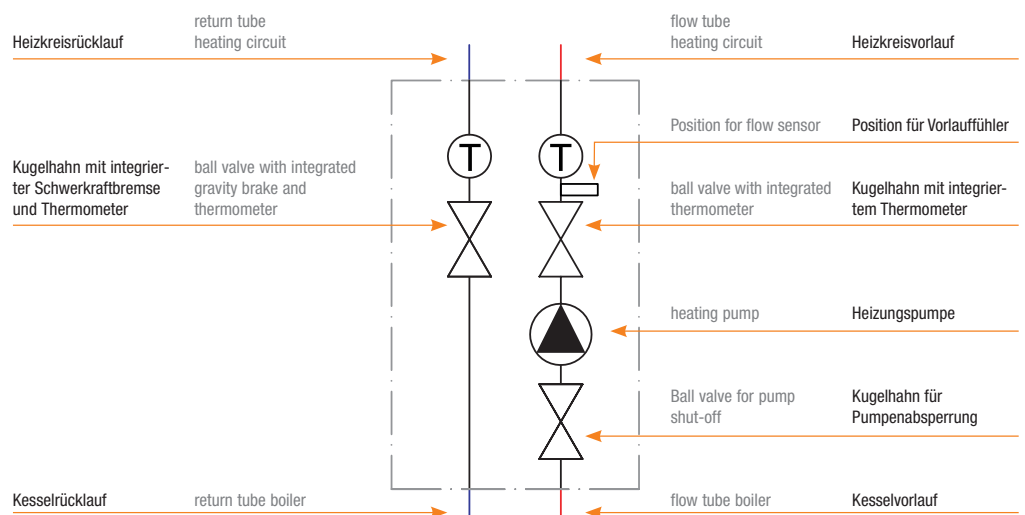 return tube
heating circuit
Heizkreisrücklauf
flow tube
heating circuit
Heizkreisvorlauf
Position for flow sensor
Position für Vorlauffühler
T
T
Kugelhahn mit integrier-
ter Schwerkraftbremse
und Thermometer
ball valve with integrated
gravity brake and
thermometer
ball valve with integrated
thermometer
Kugelhahn mit integrier-
tem Thermometer
heating pump
Heizungspumpe
Ball valve for pump
shut-off
Kugelhahn für
Pumpenabsperrung
Kesselrücklauf
return tube boiler
flow tube boiler
Kesselvorlauf